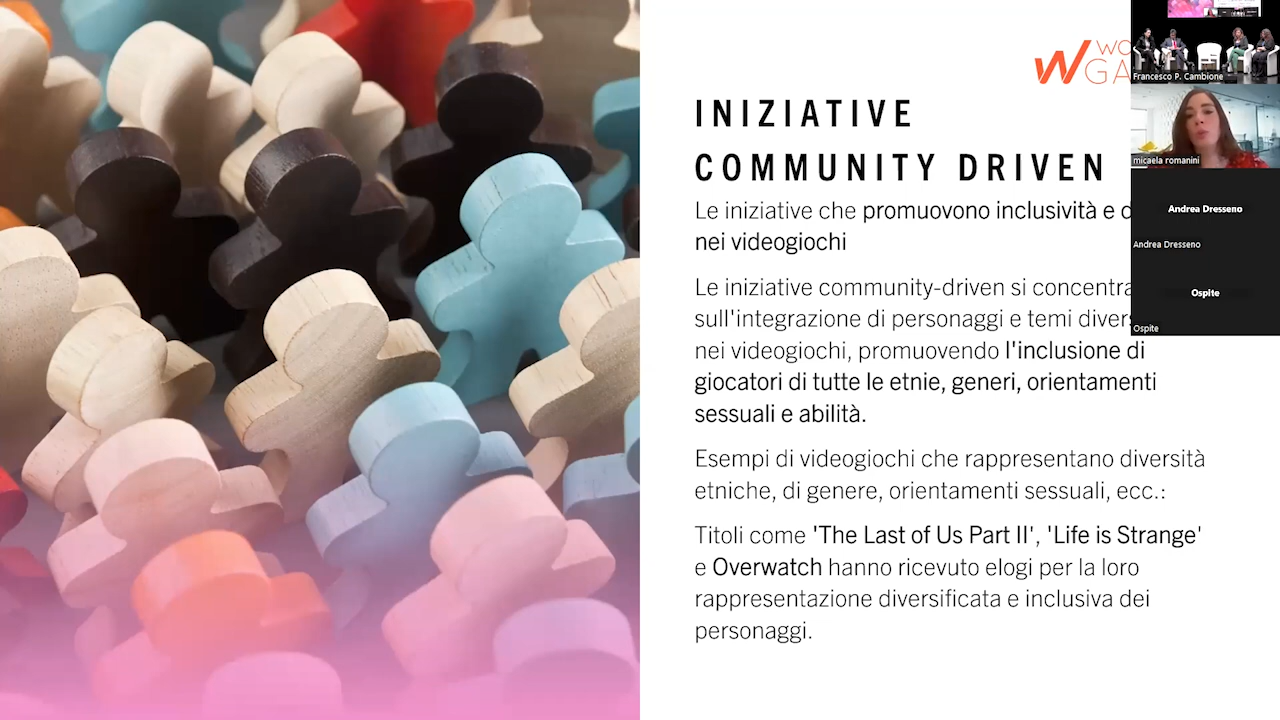 INIZIATIVE
COMMUNITY DRIVEN
Le iniziative che promuovono inclusività e
nei videogiochi
Le iniziative community-driven si
sull'integrazione di personaggi e temi
nei videogiochi, promuovendo l'inclusione di
giocatori di tutte le etnie, generi, orientamenti
sessuali e abilità.
Esempi di videogiochi che rappresentano diversità
etniche, di genere, orientamenti sessuali, ecc.:
Titoli come 'The Last of Us Part II', 'Life is Strange'
e Overwatch hanno ricevuto elogi per la loro
rappresentazione diversificata e inclusiva dei
personaggi.
Francesco P. Cambione
micaela romanini
Andrea Dresseno
Andrea Dresseno
Ospite
Ospite